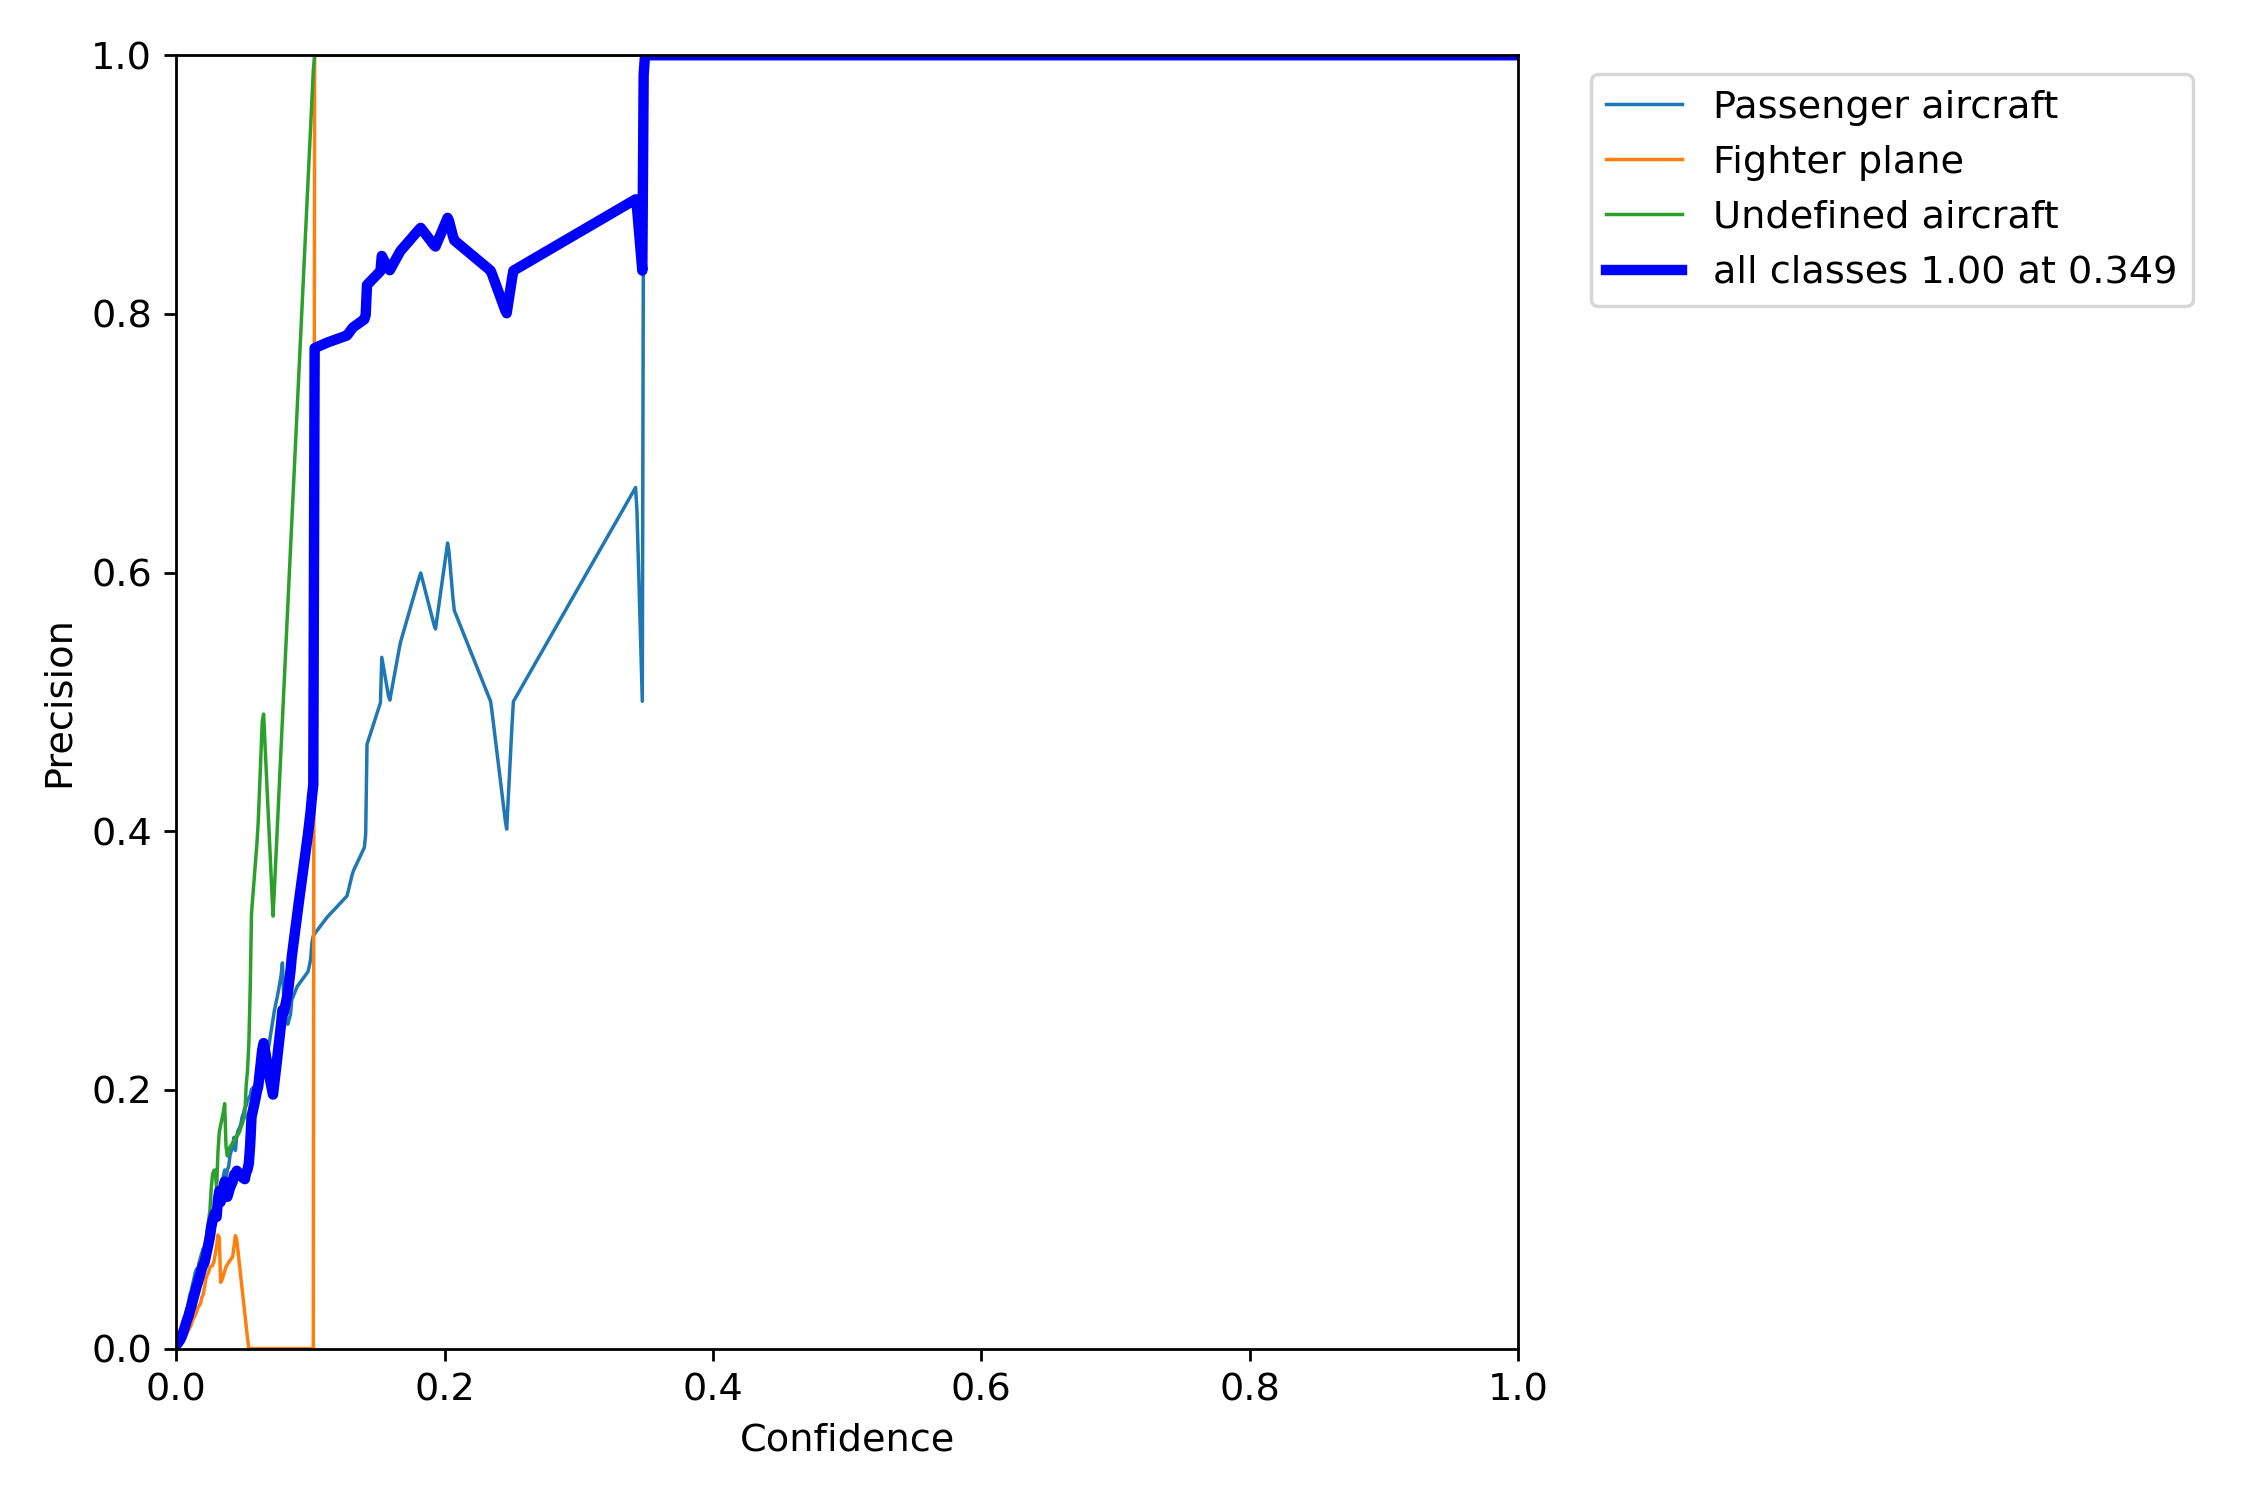 1.0
0.8
0.6
0.4
0.2
0.0
Precision
0.0 0.2 0.4 0.6 0.8 1.0
Confidence
Passenger aircraft
Fighter plane
Undefined aircraft
all classes 1.00 at 0.349